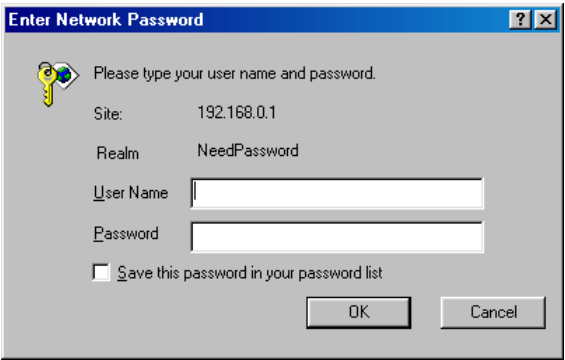 Enter Network Password
Please type your user name and password.
Site: 192.168.0.1
Realm NeedPassword
User Name
Password
Save this password in your password list
OK Cancel